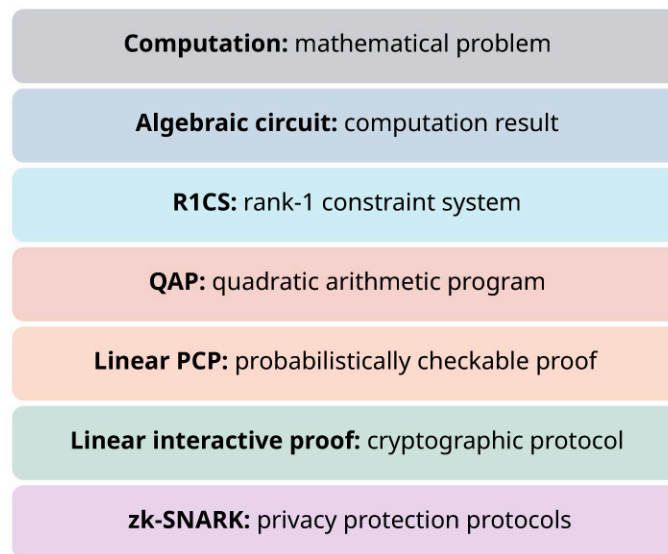 Computation: mathematical problem
Algebraic circuit: computation result
R1CS: rank-1 constraint system
QAP: quadratic arithmetic program
Linear PCP: probabilistically checkable proof
Linear interactive proof: cryptographic protocol
zk-SNARK: privacy protection protocols